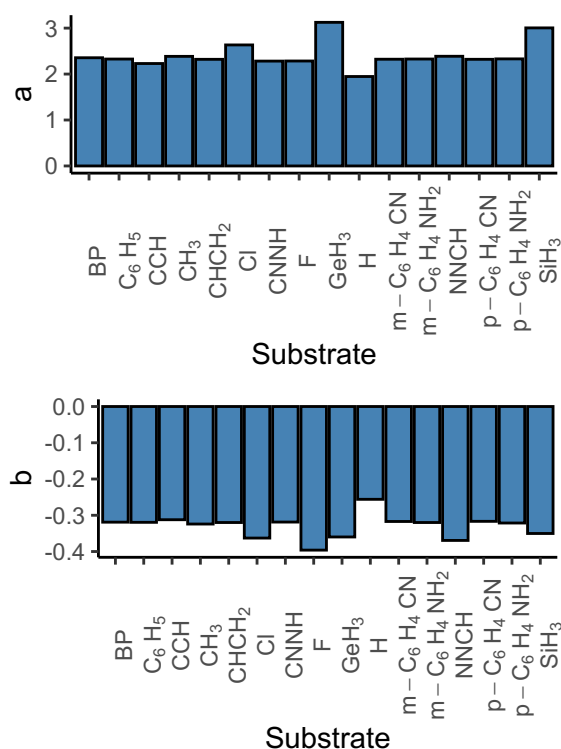 3
2
1
0
a
BP
C₆ H₅
CCH
CH₃
CHCH₂
Cl
CNNH
F
GeH₃
H
m − C₆ H₄ CN
m − C₆ H₄ NH₂
NNCH
p − C₆ H₄ CN
p − C₆ H₄ NH₂
SiH₃
Substrate
0.0
-0.1
-0.2
-0.3
-0.4
b
BP
C₆ H₅
CCH
CH₃
CHCH₂
Cl
CNNH
F
GeH₃
H
m − C₆ H₄ CN
m − C₆ H₄ NH₂
NNCH
p − C₆ H₄ CN
p − C₆ H₄ NH₂
SiH₃
Substrate